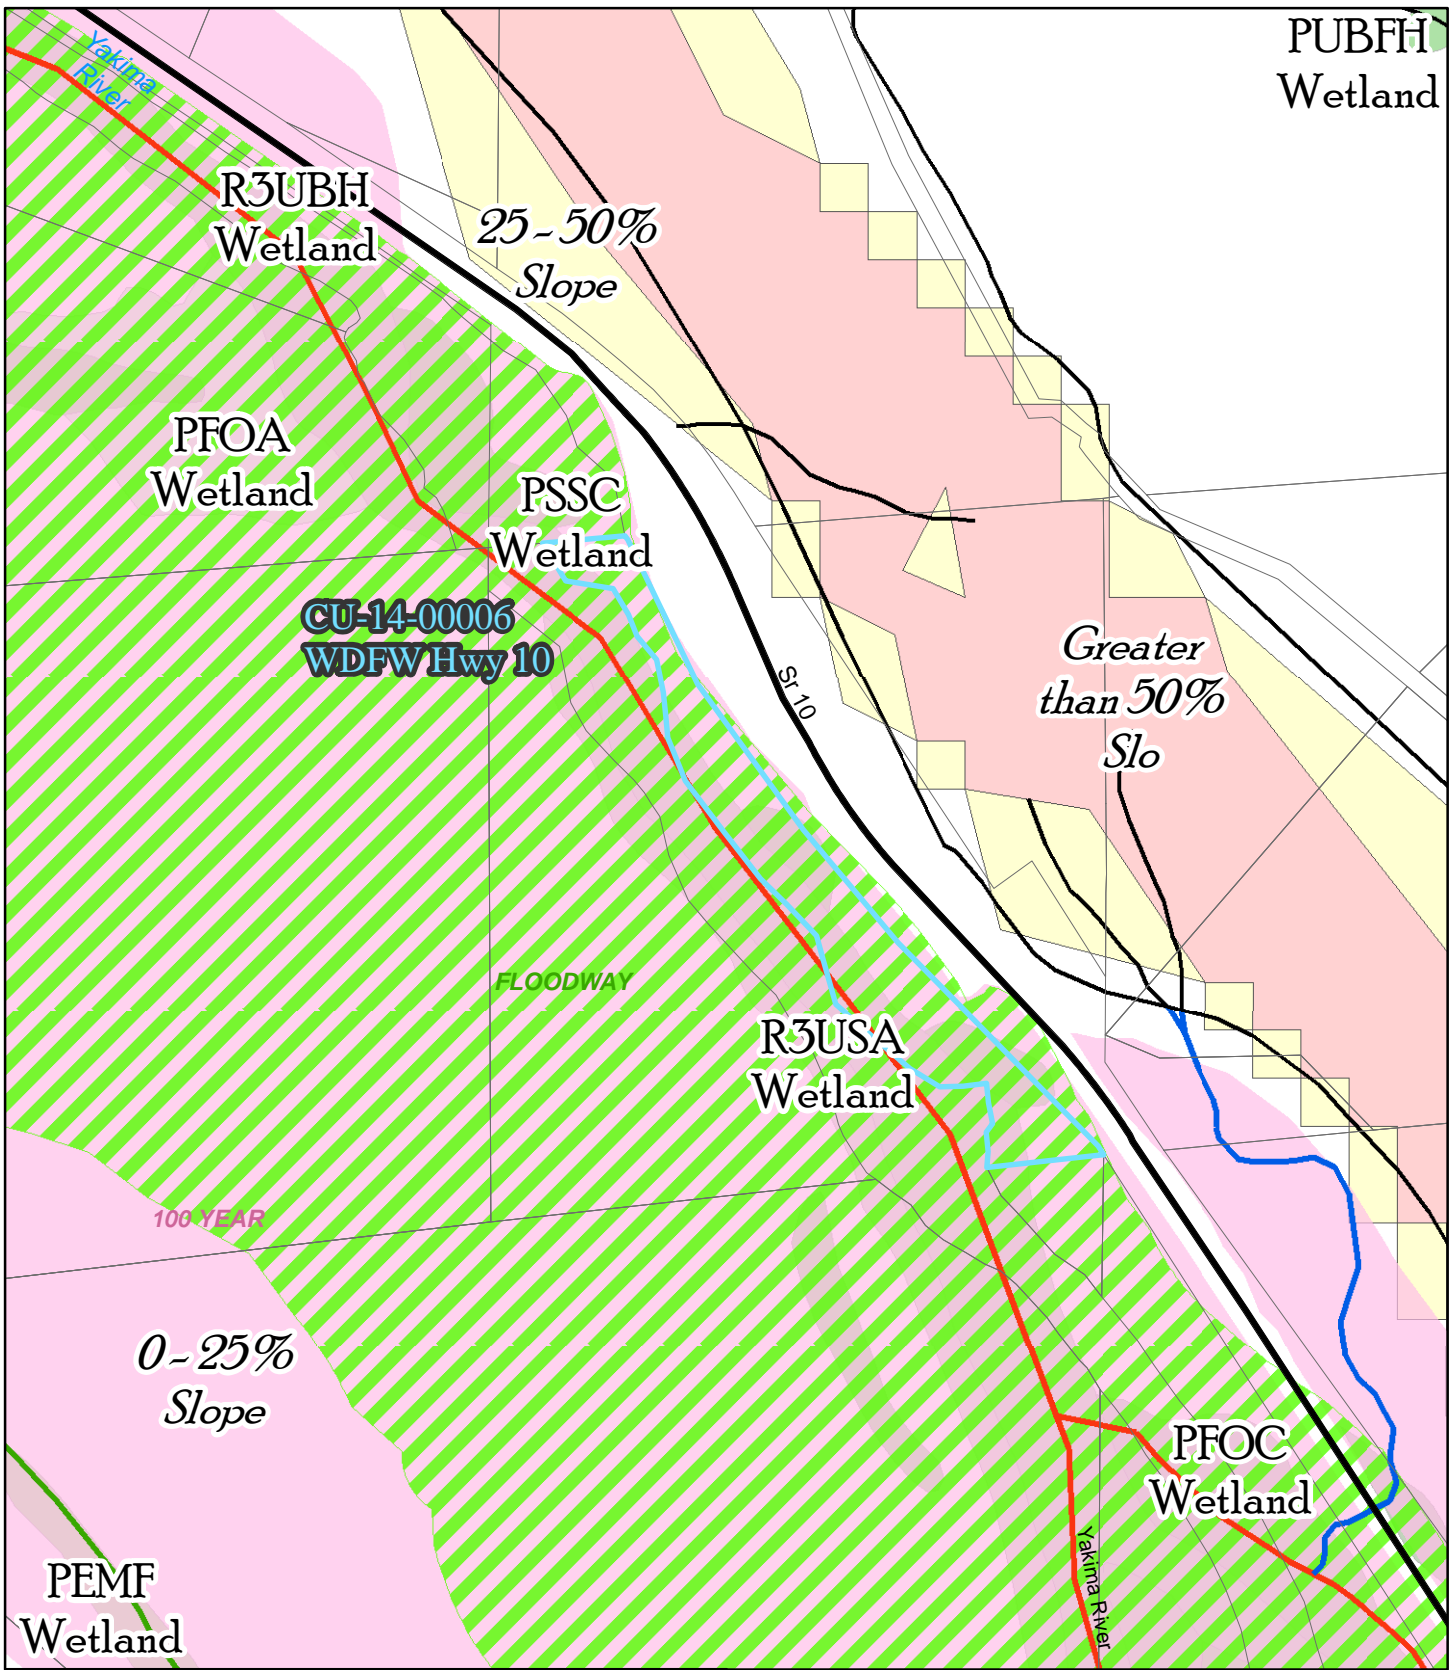 PUBFH
Wetland
Yakima
River
R3UBH
Wetland
25-50%
Slope
PFOA
Wetland
PSSC
Wetland
CU-14-00006
WDFW Hwy 10
Sr 10
Greater
than 50%
Slo
FLOODWAY
R3USA
Wetland
100 YEAR
0-25%
Slope
PFOC
Wetland
Yakima River
PEMF
Wetland